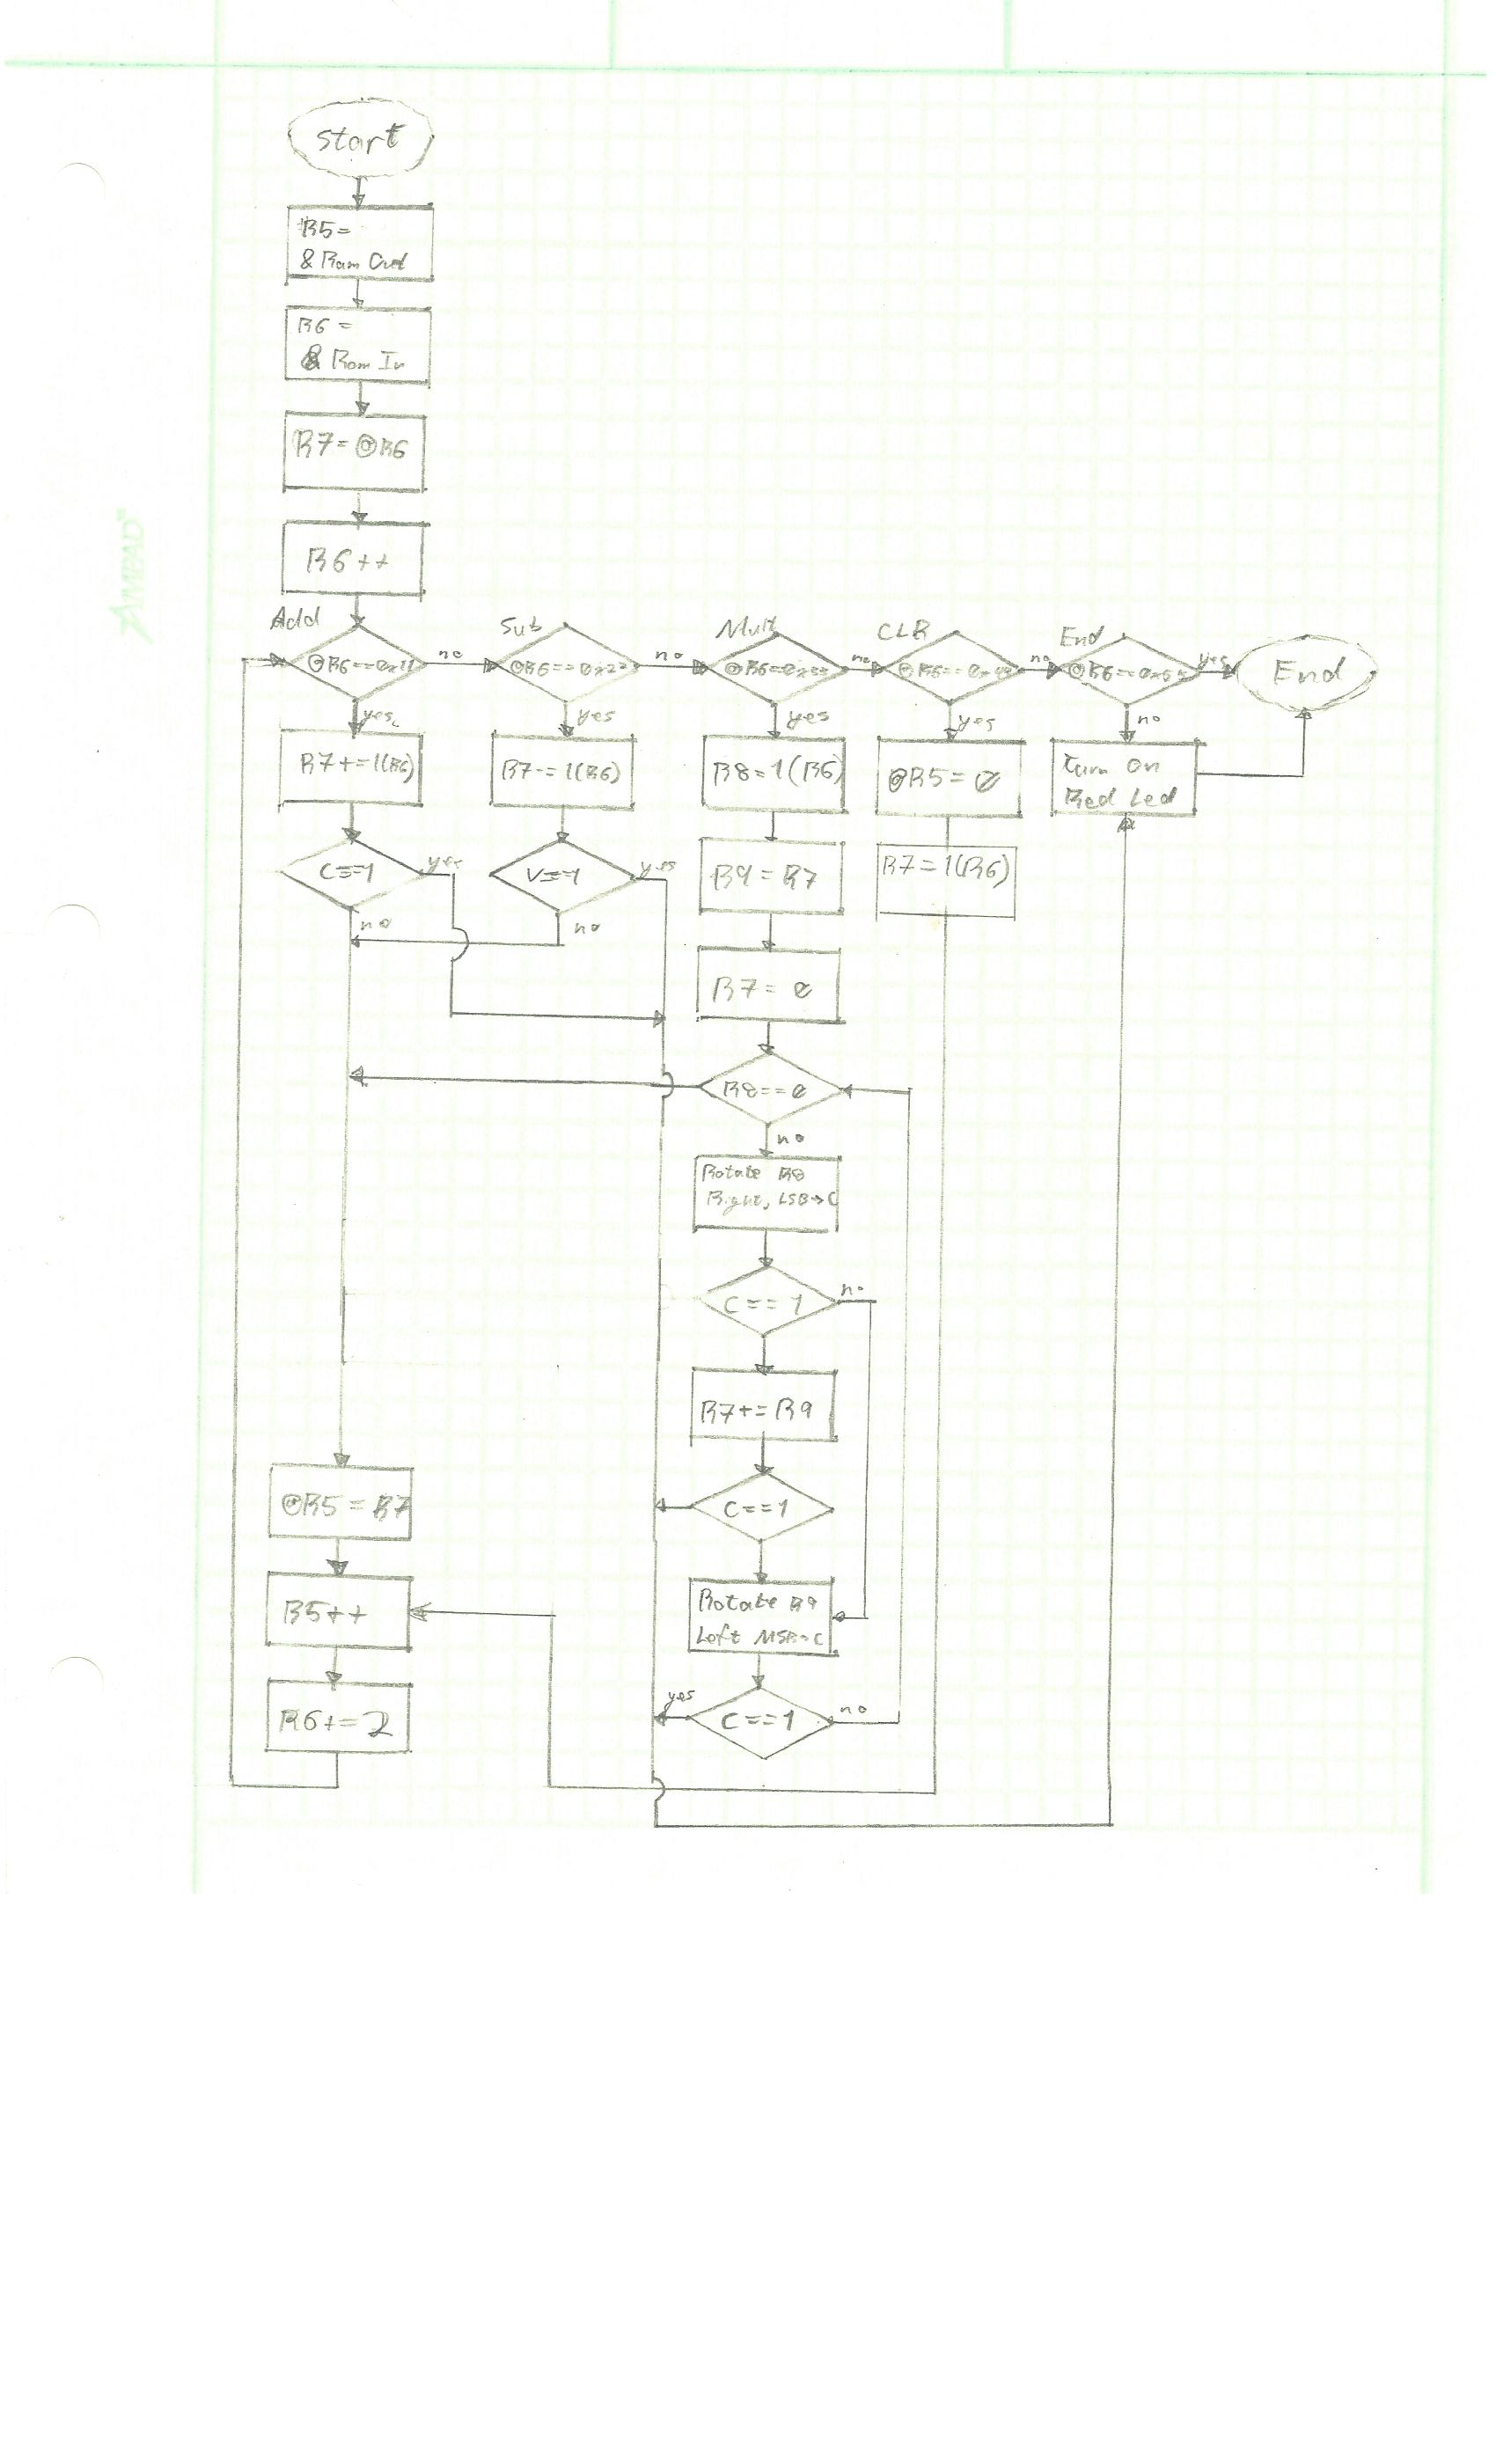 AMPAD
Start
R5=
& Ram Out
R6 =
& Rom In
R7=@R6
R6++
Add
@R6==0x11
no
Sub
@R6==0x22
no
Mult
@R6=0x33
no
CLR
@R6==0x44
no
End
@R6==0x55
yes
End
yes
yes
yes
yes
no
R7+=1(R6)
R7-=1(R6)
R8=1(R6)
@R5=0
Turn On
Red Led
C==1
yes
V==1
yes
R9=R7
R7=1(R6)
no
no
R7=0
R8==0
no
Rotate R8
Right, LSB→C
C==1
no
R7+=R9
@R5=R7
C==1
R5++
Rotate R9
Left MSB→C
R6+=2
yes
C==1
no